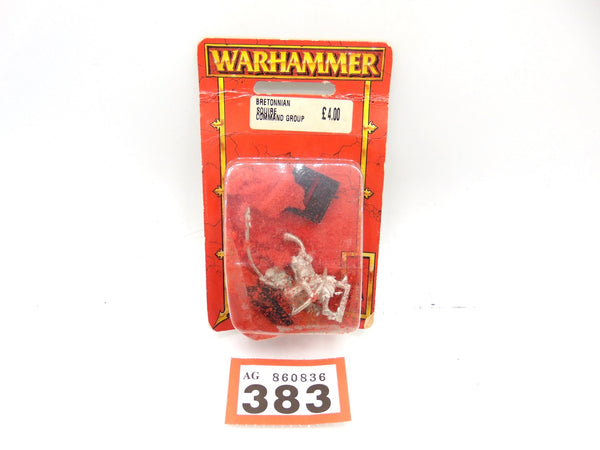 WARHAMMER
BRETONNIAN
SQUIRE £4.00
COMMAND GROUP
AG 860836
383